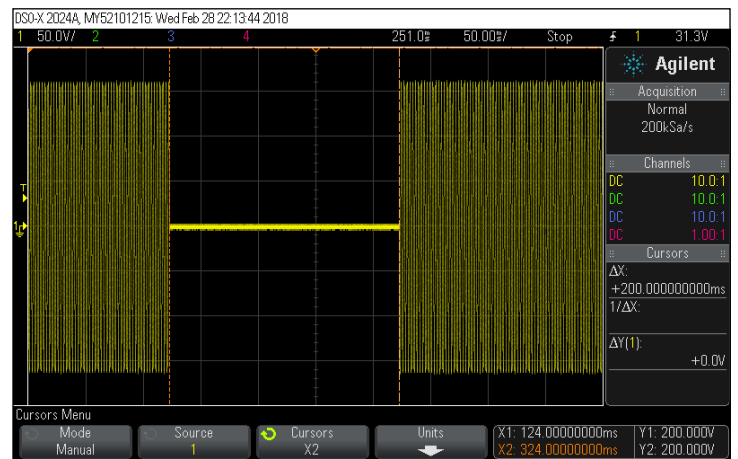 DSO-X 2024A, MY52101215: Wed Feb 28 22:13:44 2018
1 50.0V/ 2 3 4 251.0ms 50.00ms/ Stop 1 31.3V
Agilent
Acquisition
Normal
200kSa/s
Channels
DC 10.0:1
DC 10.0:1
DC 10.0:1
DC 1.00:1
Cursors
ΔX:
+200.000000000ms
1/ΔX:
ΔY(1):
+0.0V
T
1
Cursors Menu
Mode
Manual
Source
1
Cursors
X2
Units
X1: 124.00000000ms
X2: 324.00000000ms
Y1: 200.000V
Y2: 200.000V